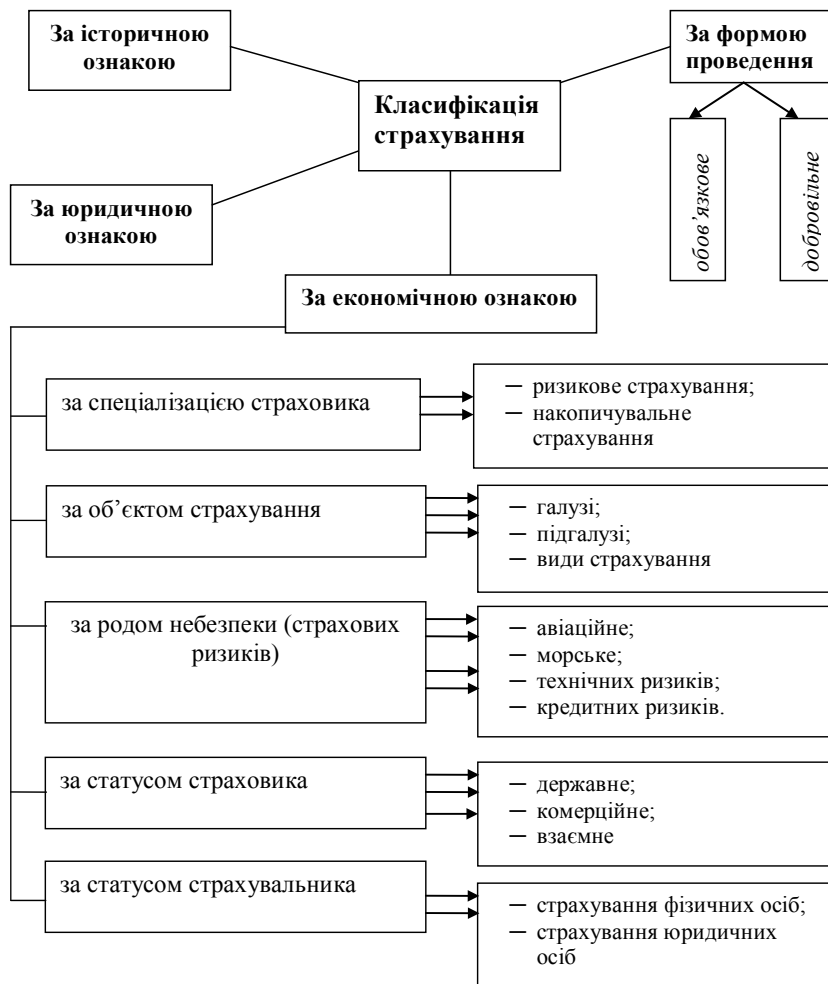 За історичною
ознакою
За формою
проведення
Класифікація
страхування
обов’язкове
добровільне
За юридичною
ознакою
За економічною ознакою
за спеціалізацією страховика
— ризикове страхування;
— накопичувальне
страхування
за об’єктом страхування
— галузі;
— підгалузі;
— види страхування
за родом небезпеки (страхових
ризиків)
— авіаційне;
— морське;
— технічних ризиків;
— кредитних ризиків.
за статусом страховика
— державне;
— комерційне;
— взаємне
за статусом страхувальника
— страхування фізичних осіб;
— страхування юридичних
осіб